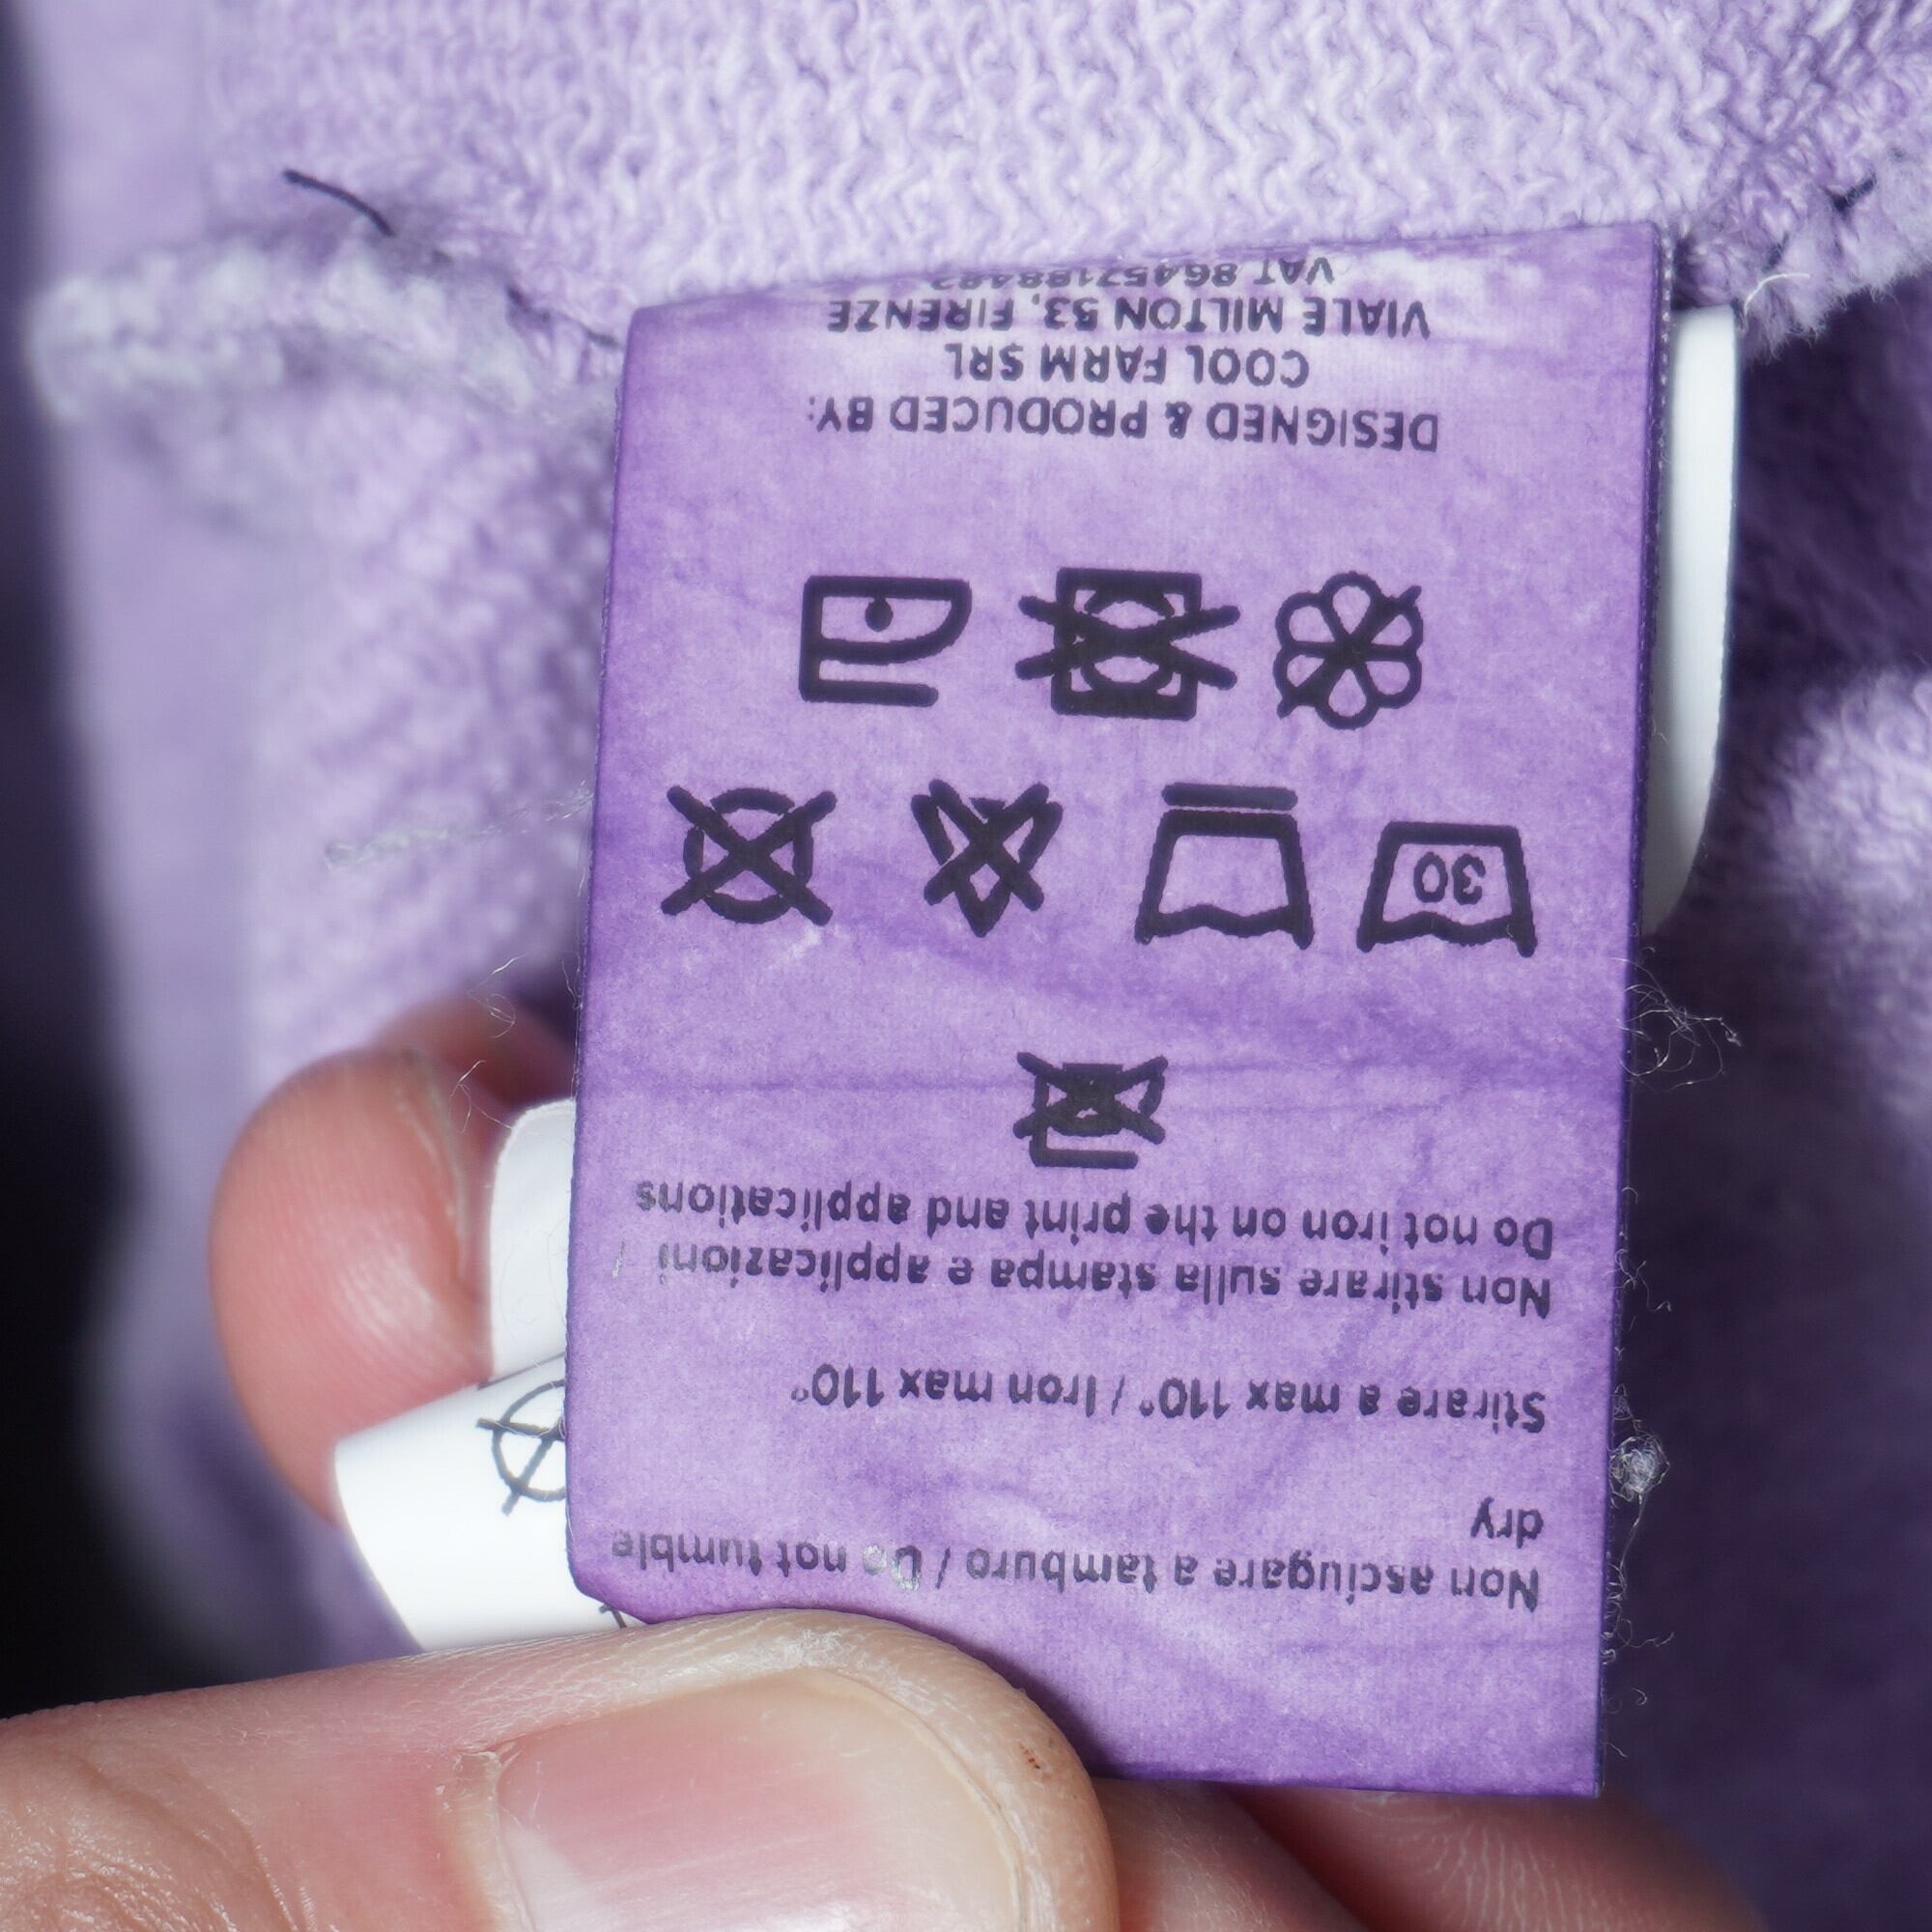 Non asciugare a tamburo / Do not tumble
dry
Stirare a max 110° / Iron max 110°
Non stirare sulla stampa e applicazioni /
Do not iron on the print and applications
30
DESIGNED & PRODUCED BY:
COOL FARM SRL
VIALE MILTON 53, FIRENZE
VAT